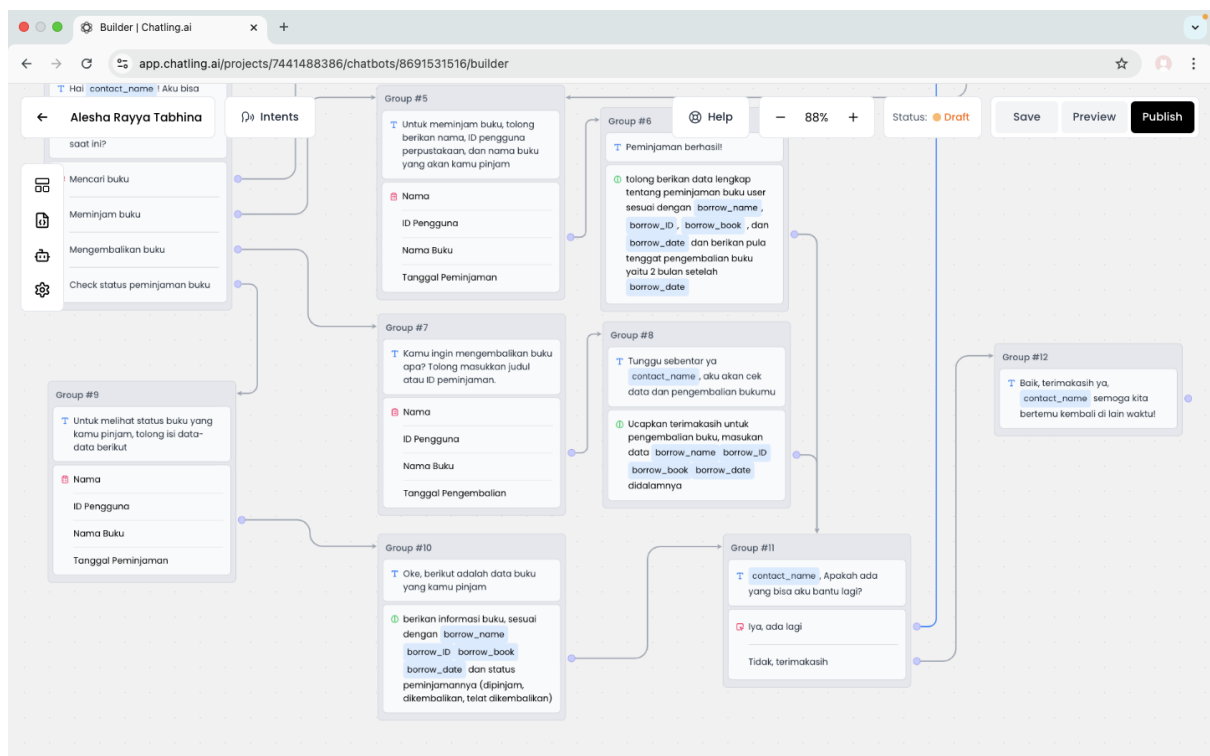 Builder | Chatling.ai
app.chatling.ai/projects/7441488386/chatbots/8691531516/builder
Hai contact_name ! Aku bisa
saat ini?
Mencari buku
Meminjam buku
Mengembalikan buku
Check status peminjaman buku
Alesha Rayya Tabhina
Intents
Help
88%
Status: Draft
Save
Preview
Publish
Group #5
Untuk meminjam buku, tolong
berikan nama, ID pengguna
perpustakaan, dan nama buku
yang akan kamu pinjam
Nama
ID Pengguna
Nama Buku
Tanggal Peminjaman
Group #6
Peminjaman berhasil!
tolong berikan data lengkap
tentang peminjaman buku user
sesuai dengan borrow_name ,
borrow_ID , borrow_book , dan
borrow_date dan berikan pula
tenggat pengembalian buku
yaitu 2 bulan setelah
borrow_date
Group #7
Kamu ingin mengembalikan buku
apa? Tolong masukkan judul
atau ID peminjaman.
Nama
ID Pengguna
Nama Buku
Tanggal Pengembalian
Group #8
Tunggu sebentar ya
contact_name , aku akan cek
data dan pengembalian bukumu
Ucapkan terimakasih untuk
pengembalian buku, masukan
data borrow_name borrow_ID
borrow_book borrow_date
didalamnya
Group #9
Untuk melihat status buku yang
kamu pinjam, tolong isi data-
data berikut
Nama
ID Pengguna
Nama Buku
Tanggal Peminjaman
Group #10
Oke, berikut adalah data buku
yang kamu pinjam
berikan informasi buku, sesuai
dengan borrow_name
borrow_ID borrow_book
borrow_date dan status
peminjamannya (dipinjam,
dikembalikan, telat dikembalikan)
Group #11
contact_name , Apakah ada
yang bisa aku bantu lagi?
Iya, ada lagi
Tidak, terimakasih
Group #12
Baik, terimakasih ya,
contact_name semoga kita
bertemu kembali di lain waktu!